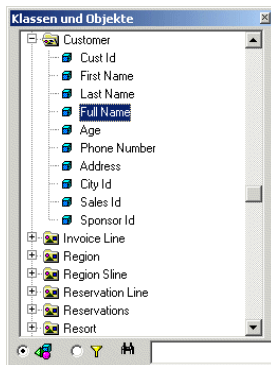 Klassen und Objekte
Customer
Cust Id
First Name
Last Name
Full Name
Age
Phone Number
Address
City Id
Sales Id
Sponsor Id
Invoice Line
Region
Region Sline
Reservation Line
Reservations
Resort